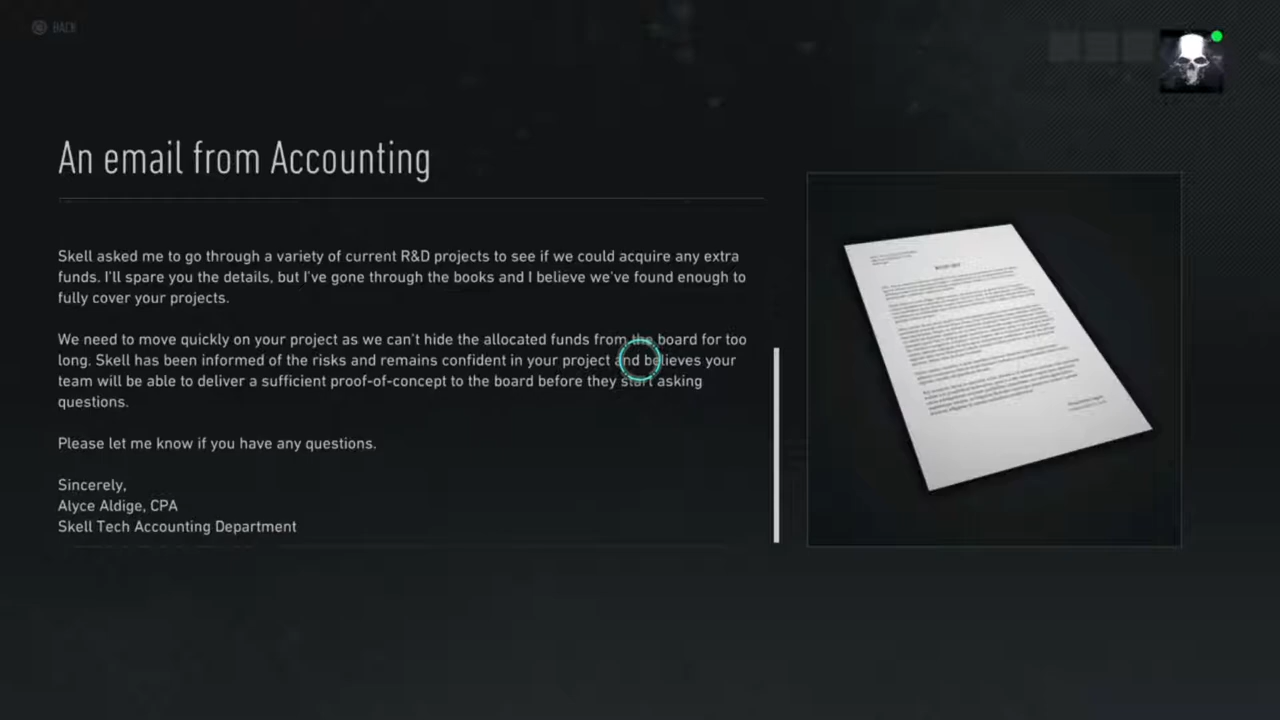 BACK
An email from Accounting
Skell asked me to go through a variety of current R&D projects to see if we could acquire any extra
funds. I'll spare you the details, but I've gone through the books and I believe we've found enough to
fully cover your projects.
We need to move quickly on your project as we can't hide the allocated funds from the board for too
long. Skell has been informed of the risks and remains confident in your project and believes your
team will be able to deliver a sufficient proof-of-concept to the board before they start asking
questions.
Please let me know if you have any questions.
Sincerely,
Alyce Aldige, CPA
Skell Tech Accounting Department